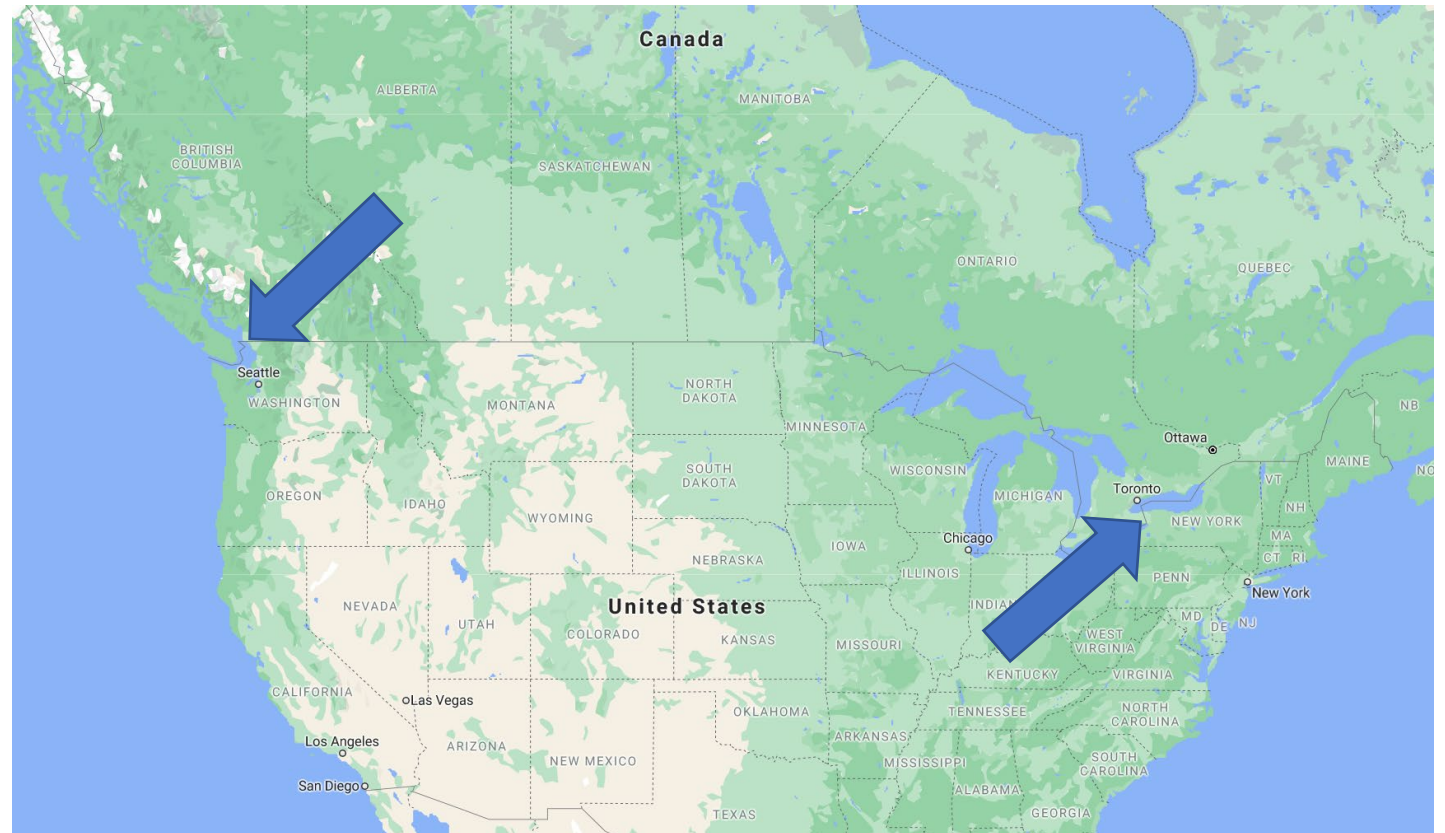 Canada
ALBERTA
MANITOBA
BRITISH
COLUMBIA
SASKATCHEWAN
ONTARIO
QUEBEC
Seattle
WASHINGTON
MONTANA
NORTH
DAKOTA
MINNESOTA
NB
Ottawa
MAINE
NO
SOUTH
DAKOTA
WISCONSIN
MICHIGAN
Toronto
VT
NH
OREGON
IDAHO
WYOMING
NEW YORK
MA
CT
RI
Chicago
IOWA
NEBRASKA
ILLINOIS
PENN
New York
NEVADA
United States
INDIAN
MD
DE
NJ
UTAH
COLORADO
KANSAS
MISSOURI
WEST
VIRGINIA
KENTUCKY
VIRGINIA
CALIFORNIA
Las Vegas
OKLAHOMA
TENNESSEE
NORTH
CAROLINA
Los Angeles
ARIZONA
NEW MEXICO
ARKANSAS
MISSISSIPPI
SOUTH
CAROLINA
San Diego
ALABAMA
TEXAS
GEORGIA